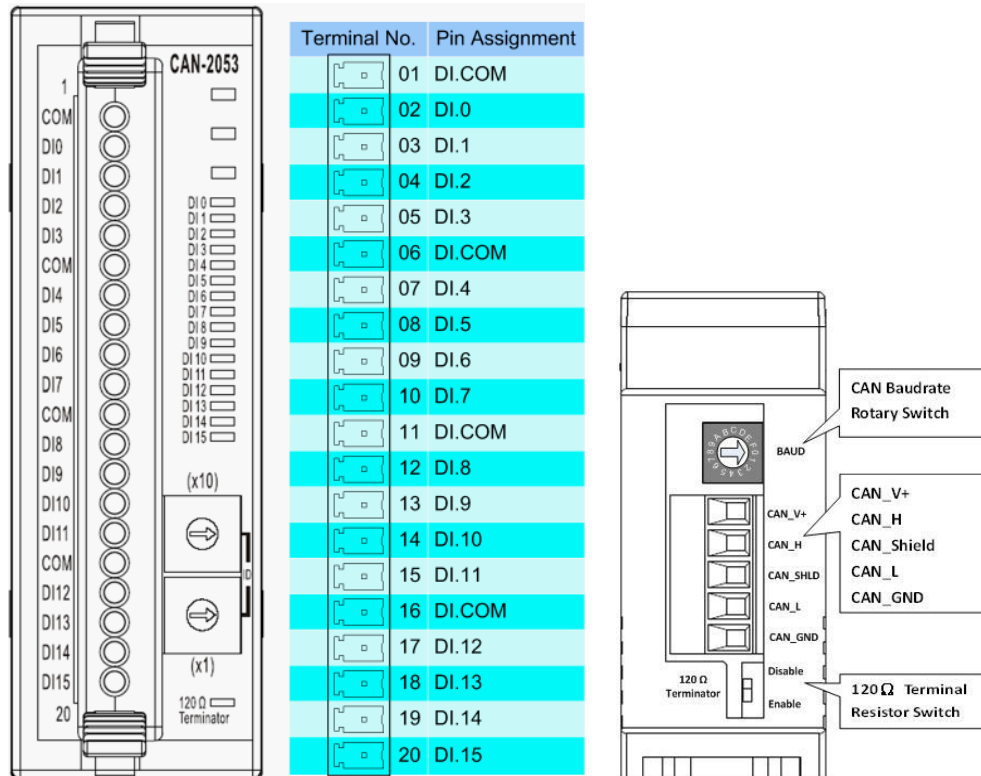 CAN-2053
1
COM
DI0
DI1
DI2
DI3
COM
DI4
DI5
DI6
DI7
COM
DI8
DI9
DI10
DI11
COM
DI12
DI13
DI14
DI15
20
DI 0
DI 1
DI 2
DI 3
DI 4
DI 5
DI 6
DI 7
DI 8
DI 9
DI 10
DI 11
DI 12
DI 13
DI 14
DI 15
(x10)
ID
(x1)
120 Ω
Terminator
Terminal No. Pin Assignment
01 DI.COM
02 DI.0
03 DI.1
04 DI.2
05 DI.3
06 DI.COM
07 DI.4
08 DI.5
09 DI.6
10 DI.7
11 DI.COM
12 DI.8
13 DI.9
14 DI.10
15 DI.11
16 DI.COM
17 DI.12
18 DI.13
19 DI.14
20 DI.15
0123456789ABCDEF
BAUD
CAN_V+
CAN_H
CAN_SHLD
CAN_L
CAN_GND
Disable
120 Ω
Terminator
Enable
CAN Baudrate
Rotary Switch
CAN_V+
CAN_H
CAN_Shield
CAN_L
CAN_GND
120Ω Terminal
Resistor Switch